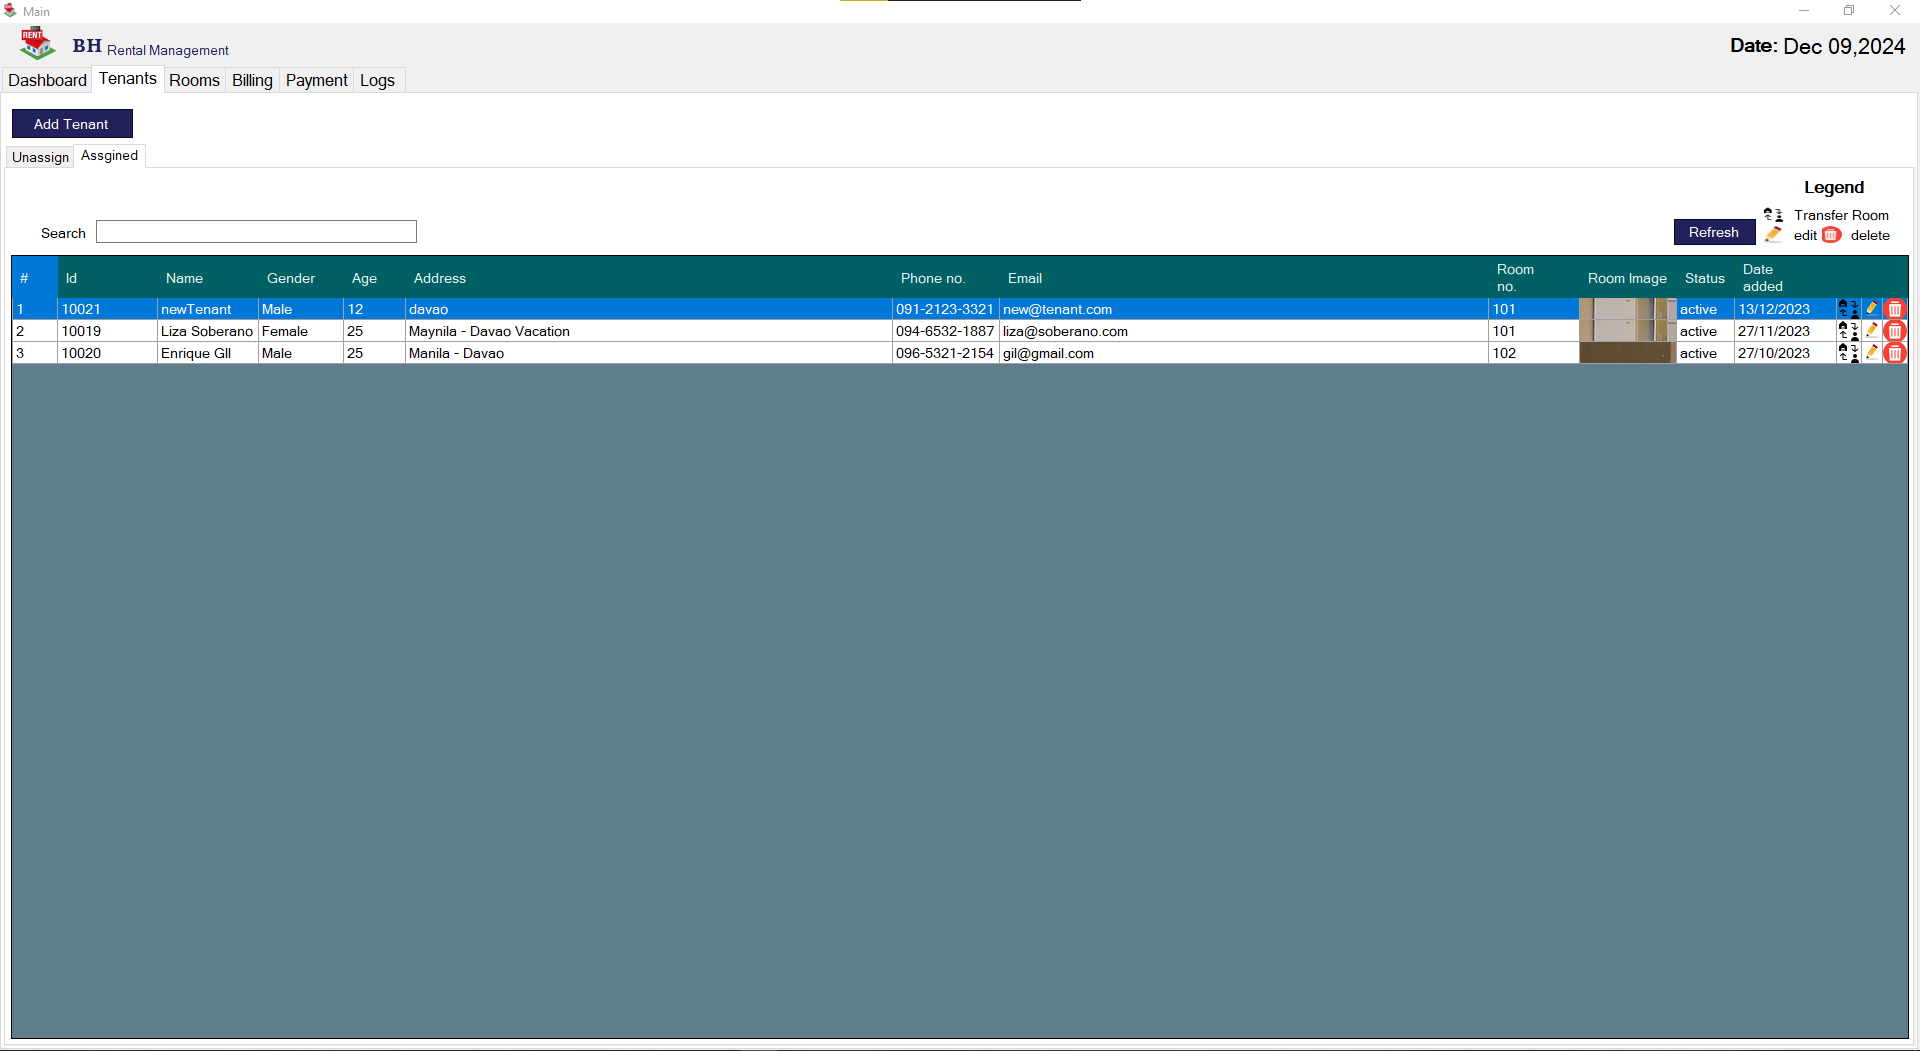 Main
RENT
BH Rental Management
Date: Dec 09,2024
Dashboard Tenants Rooms Billing Payment Logs
Add Tenant
Unassign Assgined
Legend
Transfer Room
Search Refresh edit delete
# Id Name Gender Age Address Phone no. Email Room no. Room Image Status Date added
1 10021 newTenant Male 12 davao 091-2123-3321 new@tenant.com 101 active 13/12/2023
2 10019 Liza Soberano Female 25 Maynila - Davao Vacation 094-6532-1887 liza@soberano.com 101 active 27/11/2023
3 10020 Enrique GIl Male 25 Manila - Davao 096-5321-2154 gil@gmail.com 102 active 27/10/2023